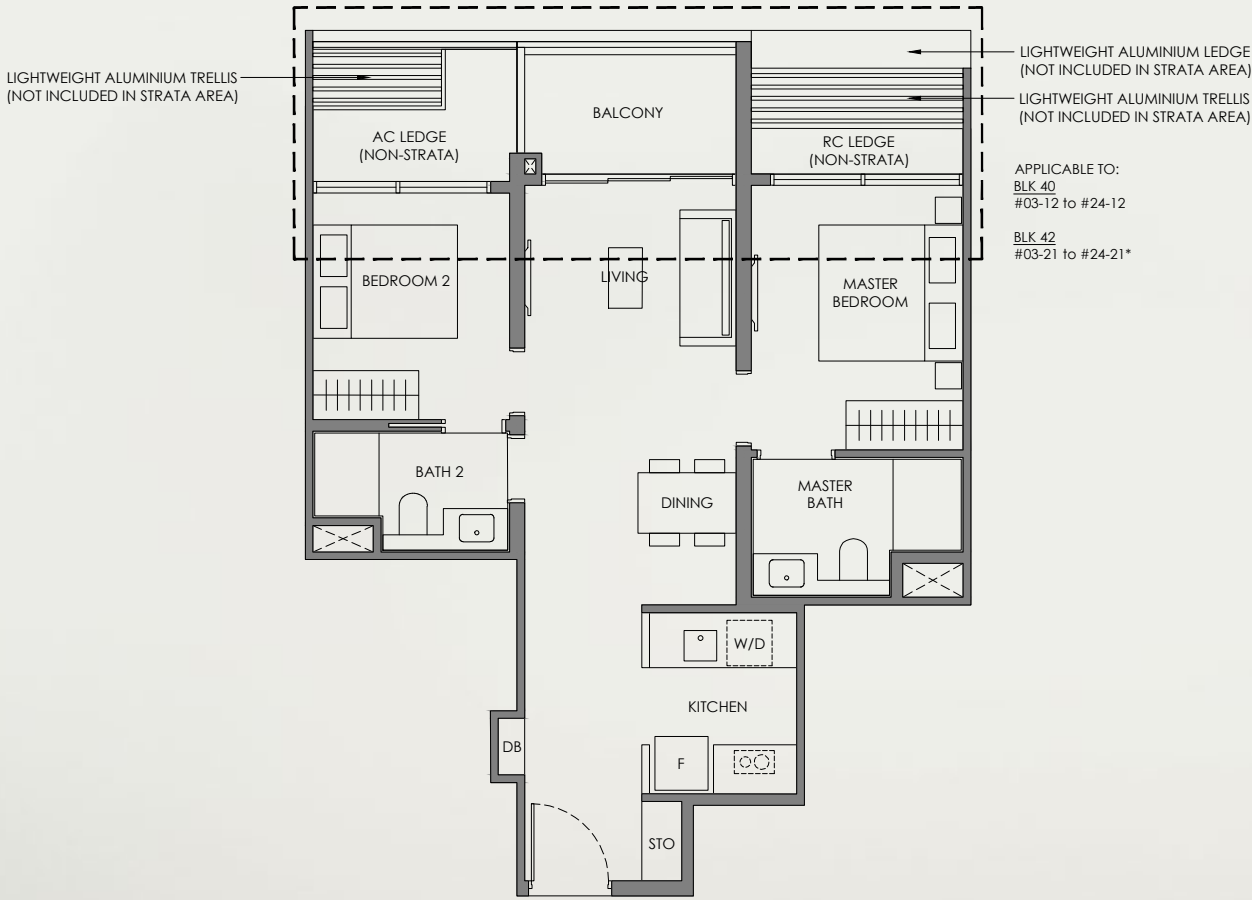 LIGHTWEIGHT ALUMINIUM TRELLIS
(NOT INCLUDED IN STRATA AREA)
AC LEDGE
(NON-STRATA)
BALCONY
RC LEDGE
(NON-STRATA)
LIGHTWEIGHT ALUMINIUM LEDGE
(NOT INCLUDED IN STRATA AREA)
LIGHTWEIGHT ALUMINIUM TRELLIS
(NOT INCLUDED IN STRATA AREA)
APPLICABLE TO:
BLK 40
#03-12 to #24-12
BLK 42
#03-21 to #24-21*
BEDROOM 2
LIVING
MASTER
BEDROOM
BATH 2
DINING
MASTER
BATH
W/D
KITCHEN
DB
F
STO